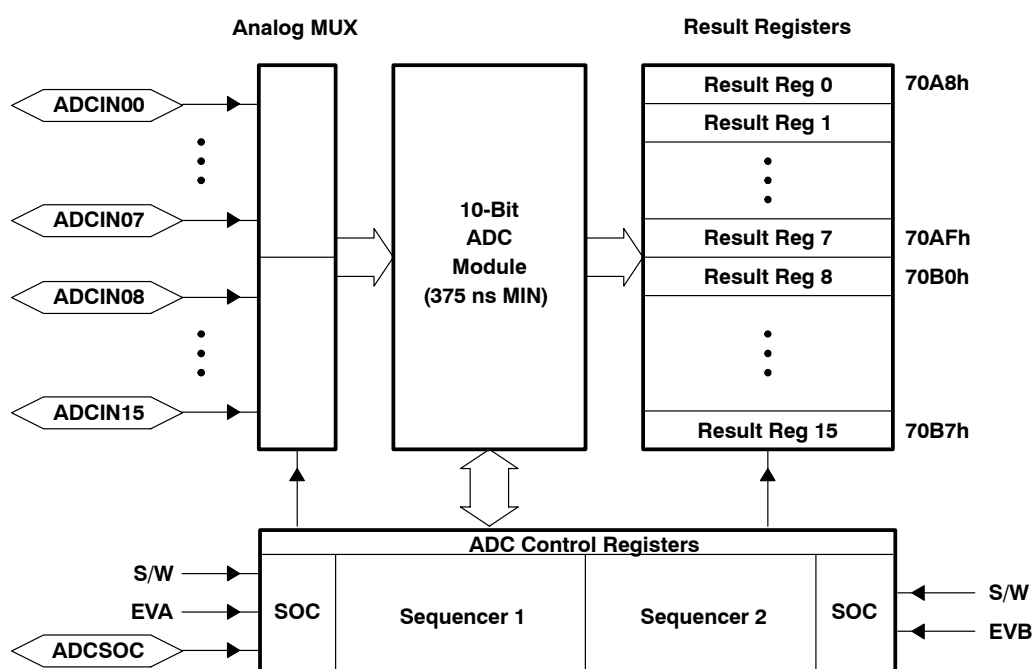 Analog MUX
Result Registers
ADCIN00
ADCIN07
ADCIN08
ADCIN15
10-Bit
ADC
Module
(375 ns MIN)
Result Reg 0
70A8h
Result Reg 1
Result Reg 7
70AFh
Result Reg 8
70B0h
Result Reg 15
70B7h
ADC Control Registers
S/W
EVA
ADCSOC
SOC
Sequencer 1
Sequencer 2
SOC
S/W
EVB